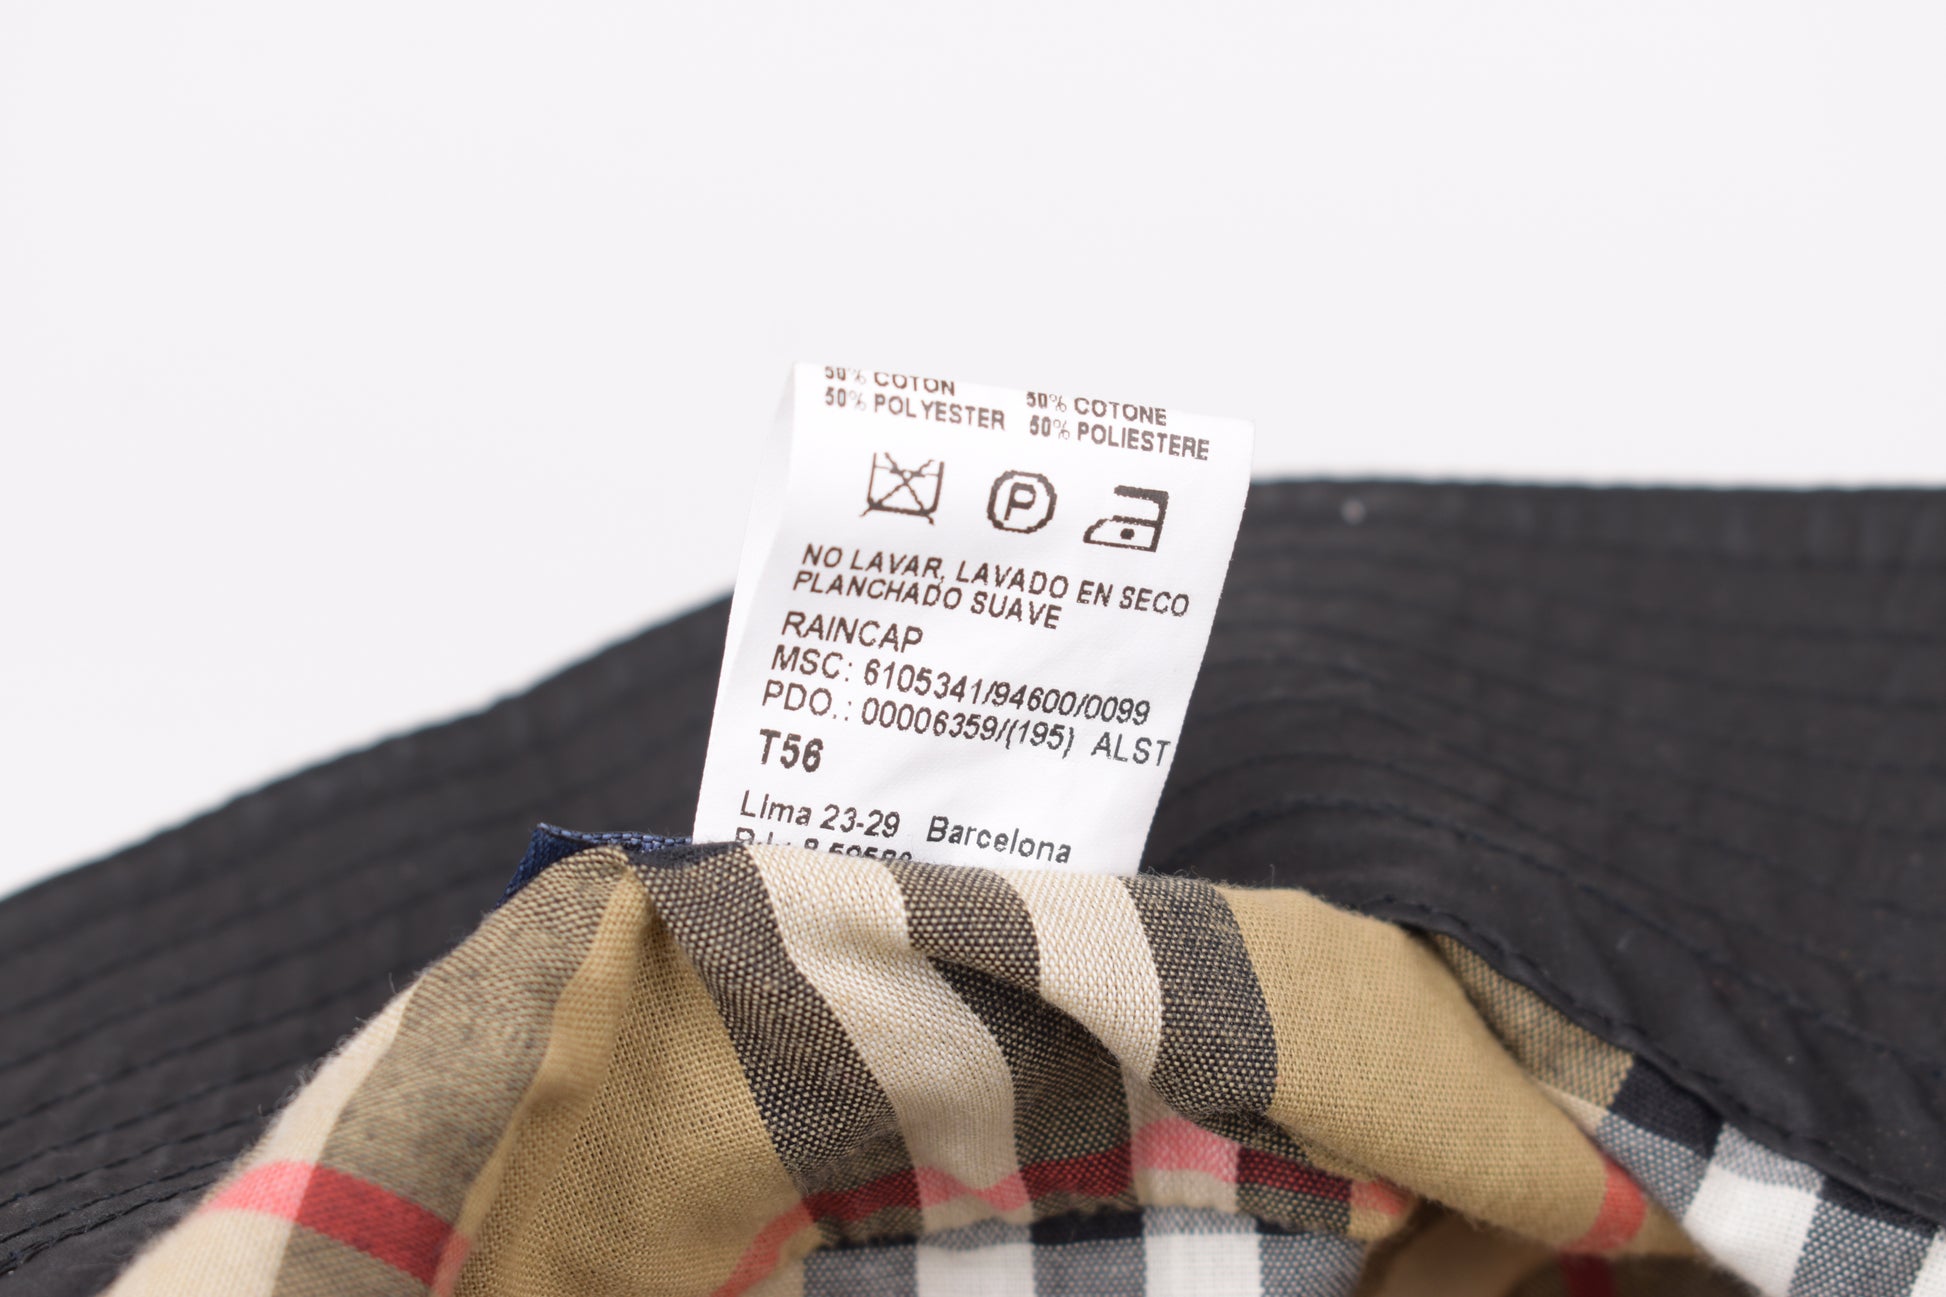 50% COTON
50% POLYESTER
50% COTONE
50% POLIESTERE
P
NO LAVAR, LAVADO EN SECO
PLANCHADO SUAVE
RAINCAP
MSC: 6105341/94600/0099
PDO.: 00006359/(195) ALST
T56
Lima 23-29 Barcelona